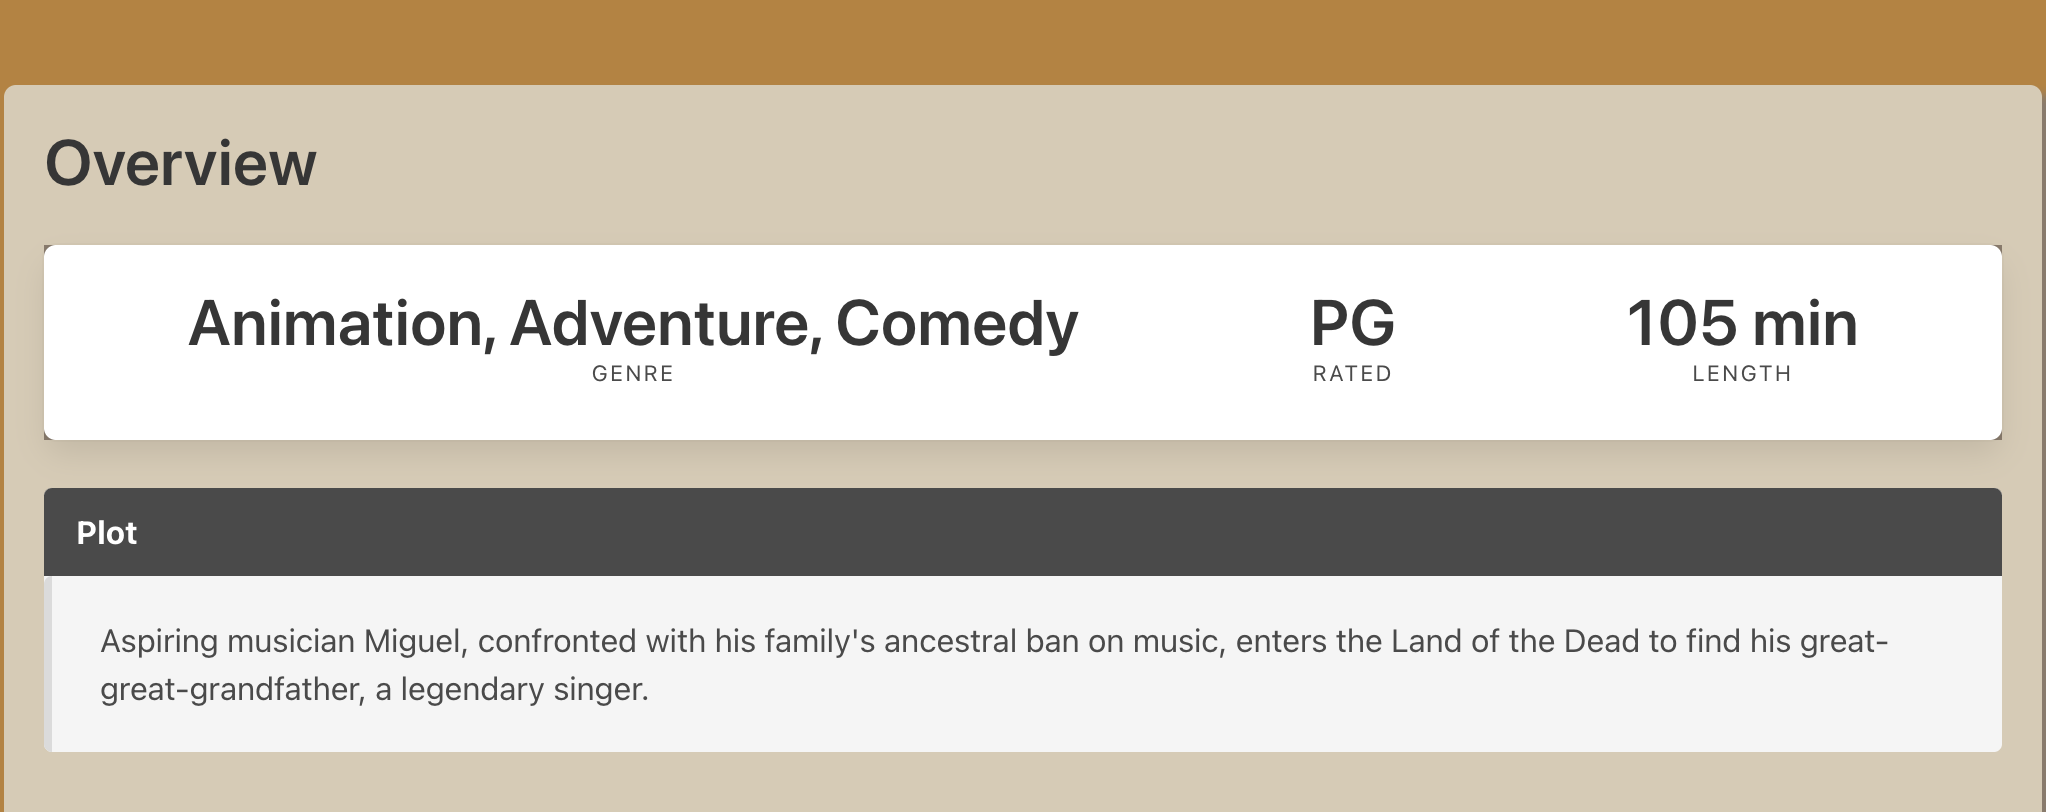 Overview
Animation, Adventure, Comedy
GENRE
PG
RATED
105 min
LENGTH
Plot
Aspiring musician Miguel, confronted with his family's ancestral ban on music, enters the Land of the Dead to find his great-
great-grandfather, a legendary singer.